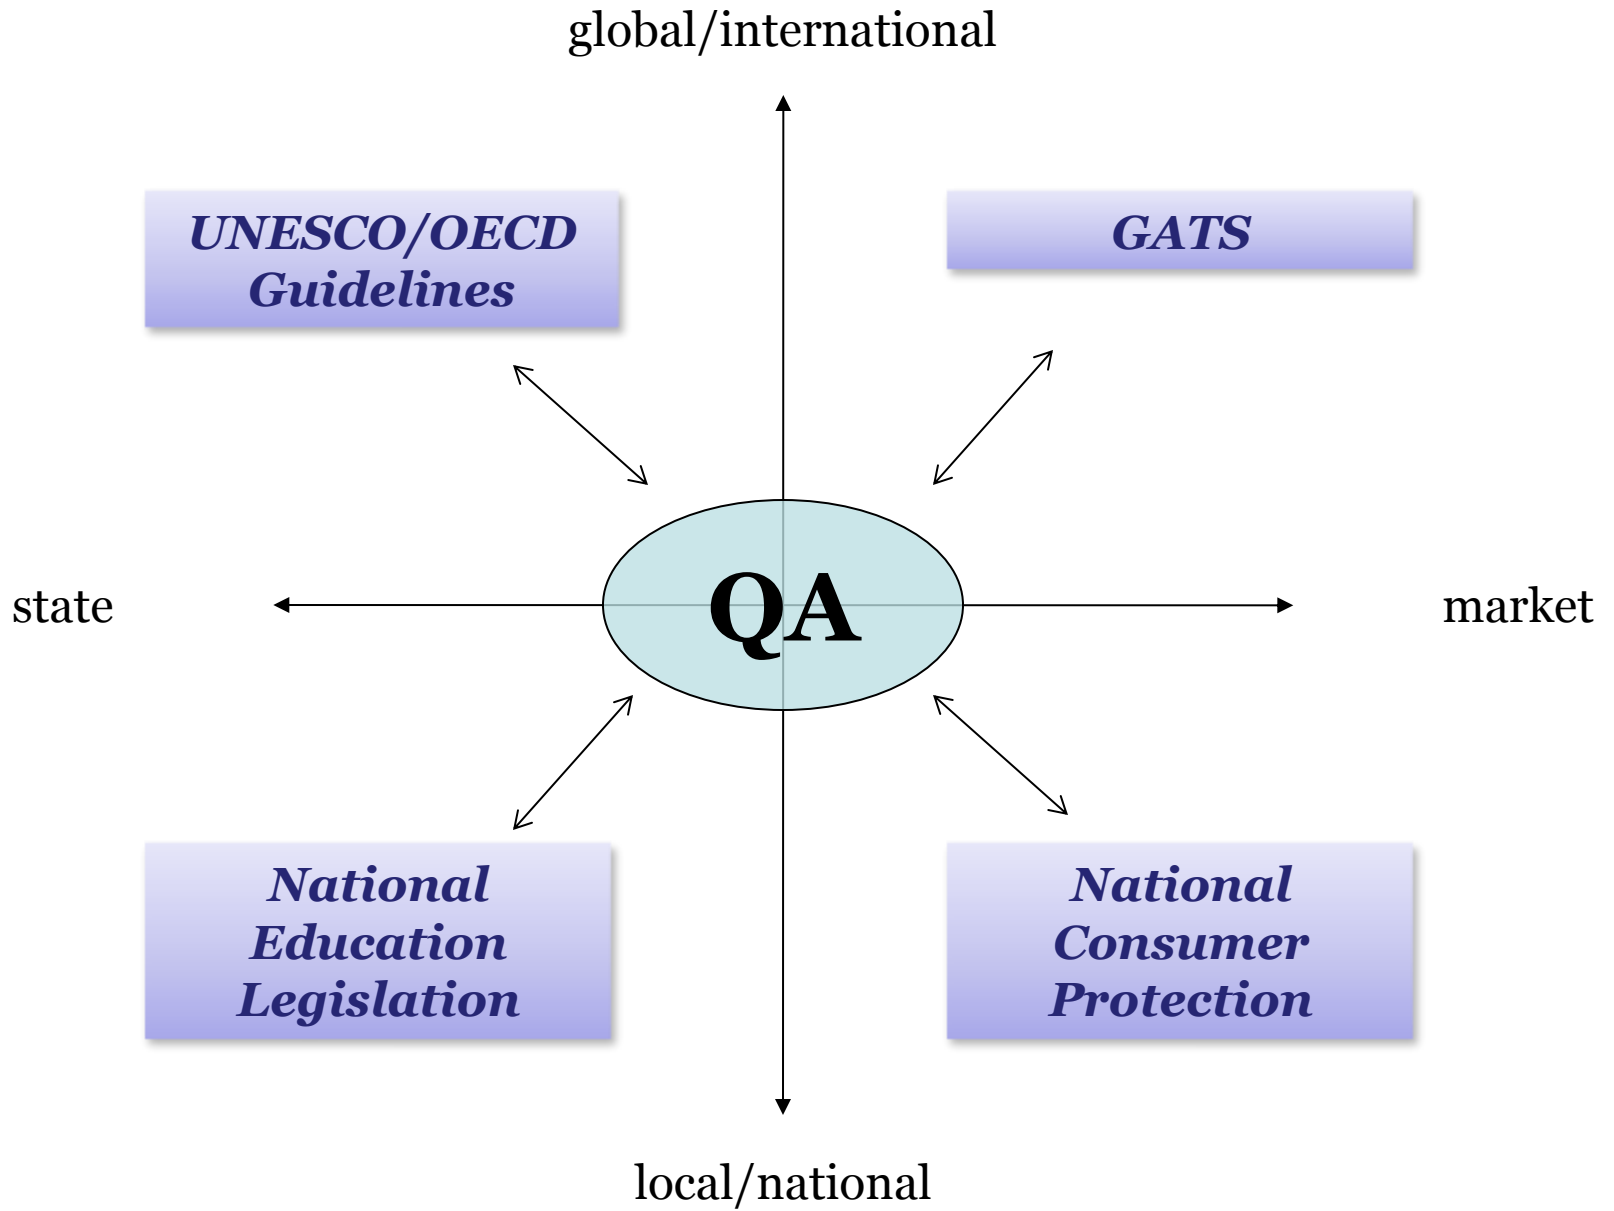 global/international
UNESCO/OECD
Guidelines
GATS
state
QA
market
National
Education
Legislation
National
Consumer
Protection
local/national